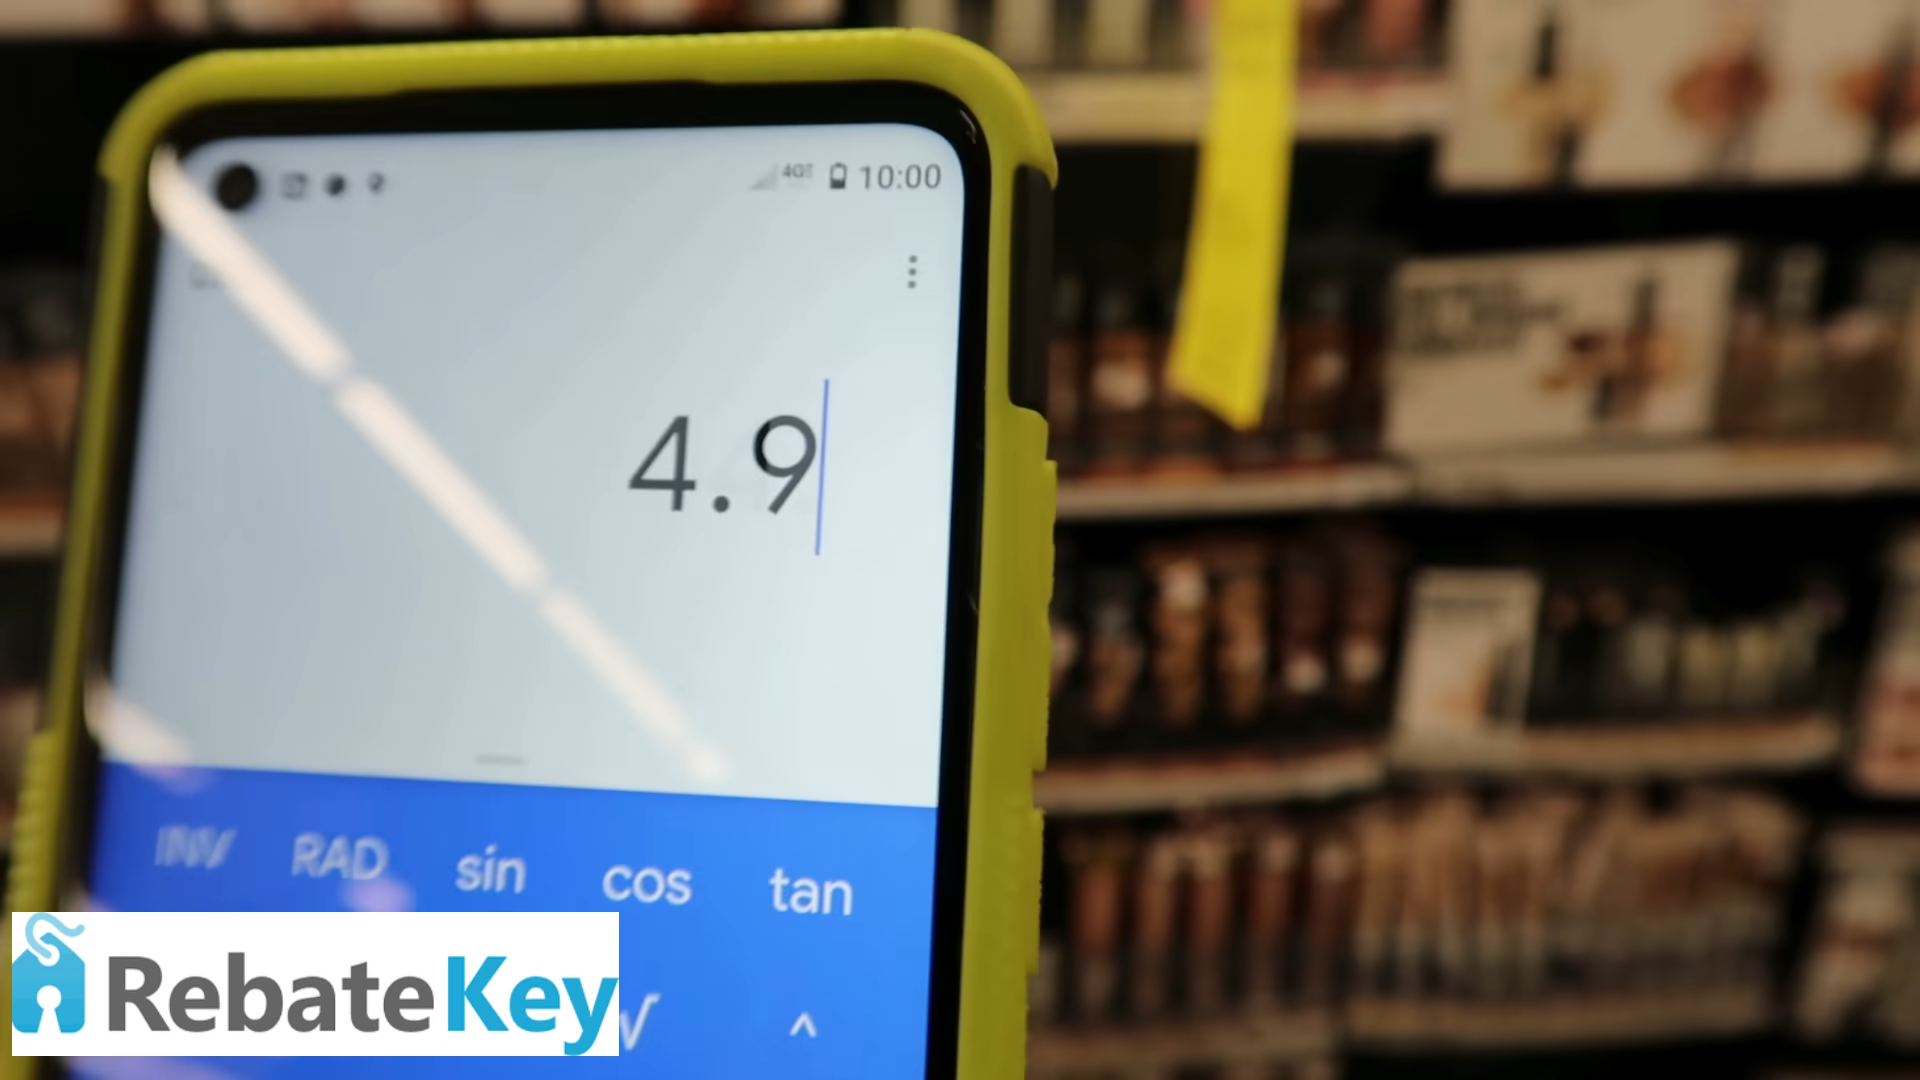 4G
10:00
4.9
INV RAD sin cos tan
√ ^
RebateKey